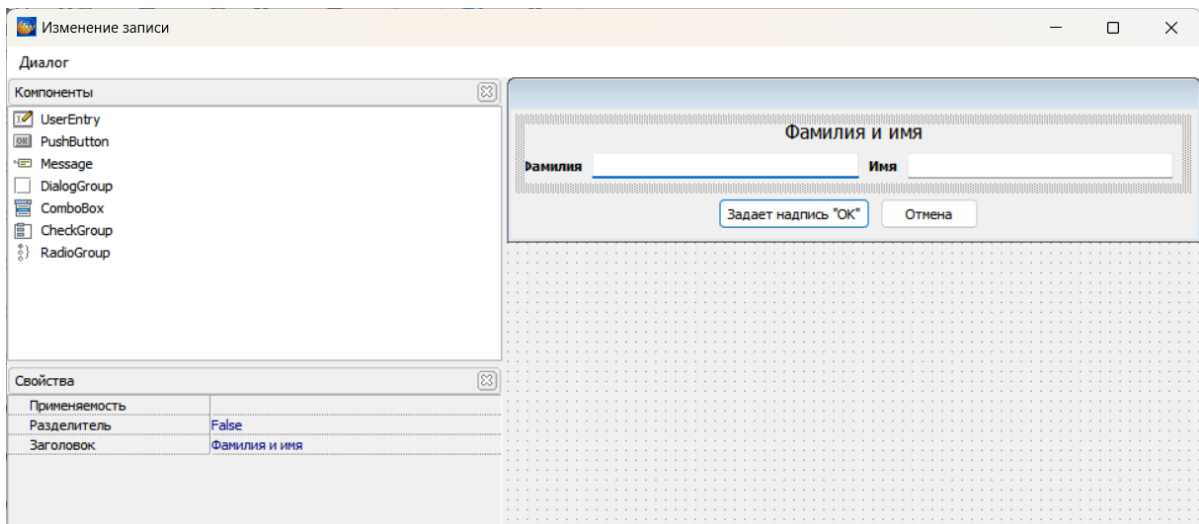 Изменение записи
Диалог
Компоненты
UserEntry
PushButton
Message
DialogGroup
ComboBox
CheckGroup
RadioGroup
Свойства
Применяемость
Разделитель False
Заголовок Фамилия и имя
Фамилия и имя
Фамилия Имя
Задает надпись "ОК" Отмена